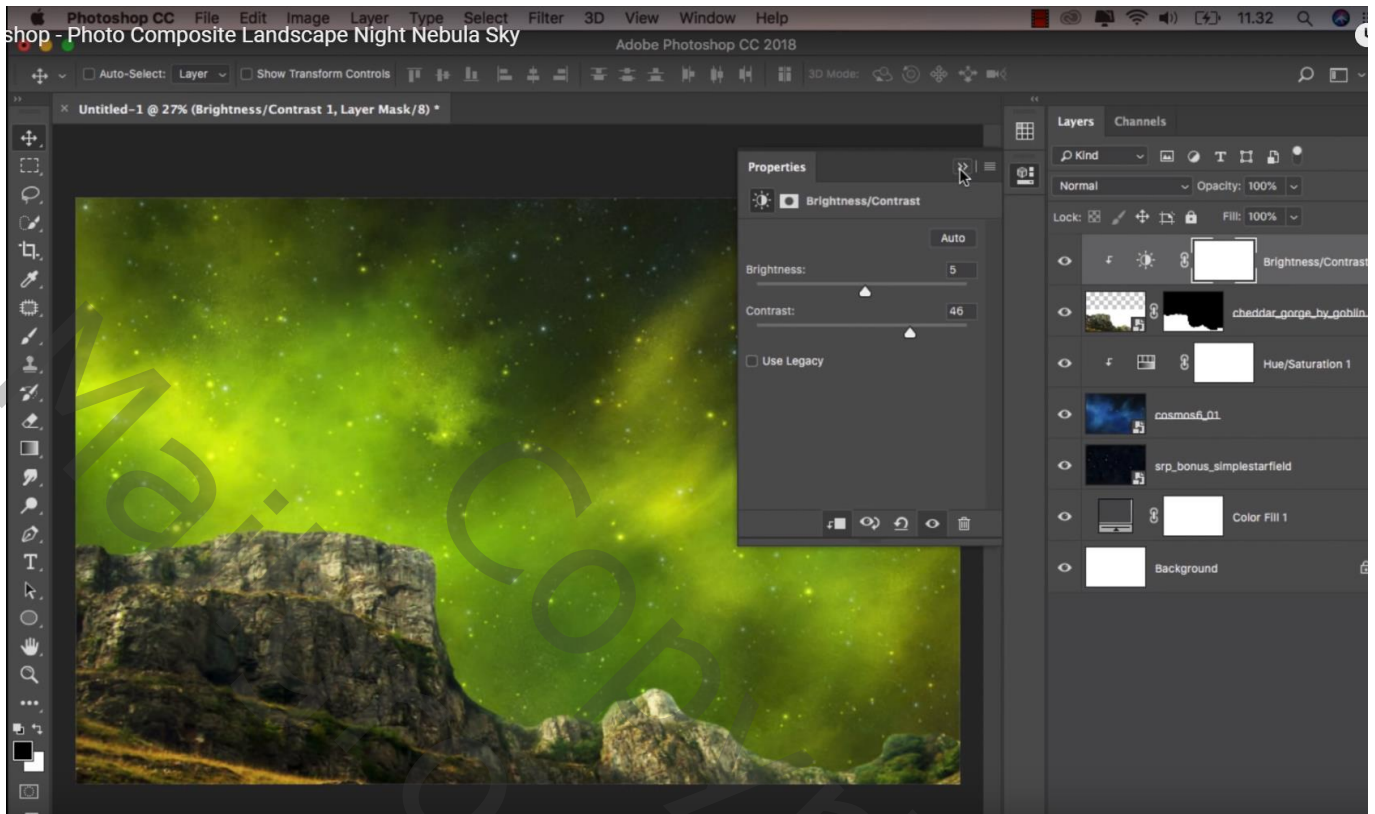 Photoshop CC File Edit Image Layer Type Select Filter 3D View Window Help 11.32
shop - Photo Composite Landscape Night Nebula Sky
Adobe Photoshop CC 2018
Auto-Select: Layer Show Transform Controls 3D Mode:
× Untitled-1 @ 27% (Brightness/Contrast 1, Layer Mask/8) *
Layers Channels
Kind
Normal Opacity: 100%
Lock: Fill: 100%
Brightness/Contrast
cheddar_gorge_by_goblin
Hue/Saturation 1
cosmos6_01
srp_bonus_simplestarfield
Color Fill 1
Background
Properties
Brightness/Contrast
Auto
Brightness: 5
Contrast: 46
Use Legacy